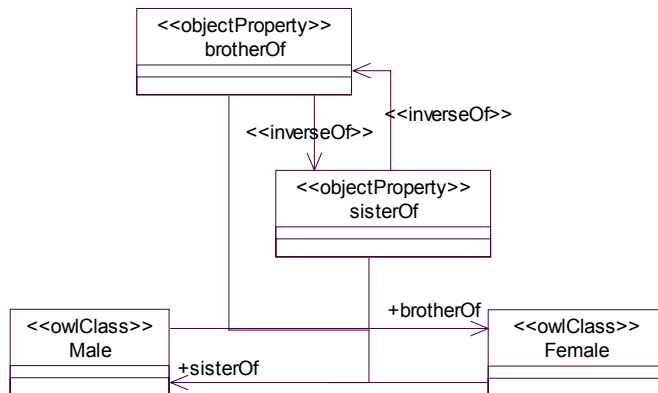 <<objectProperty>>
brotherOf
<<inverseOf>>
<<inverseOf>>
<<objectProperty>>
sisterOf
+brotherOf
<<owlClass>>
Male
<<owlClass>>
Female
+sisterOf